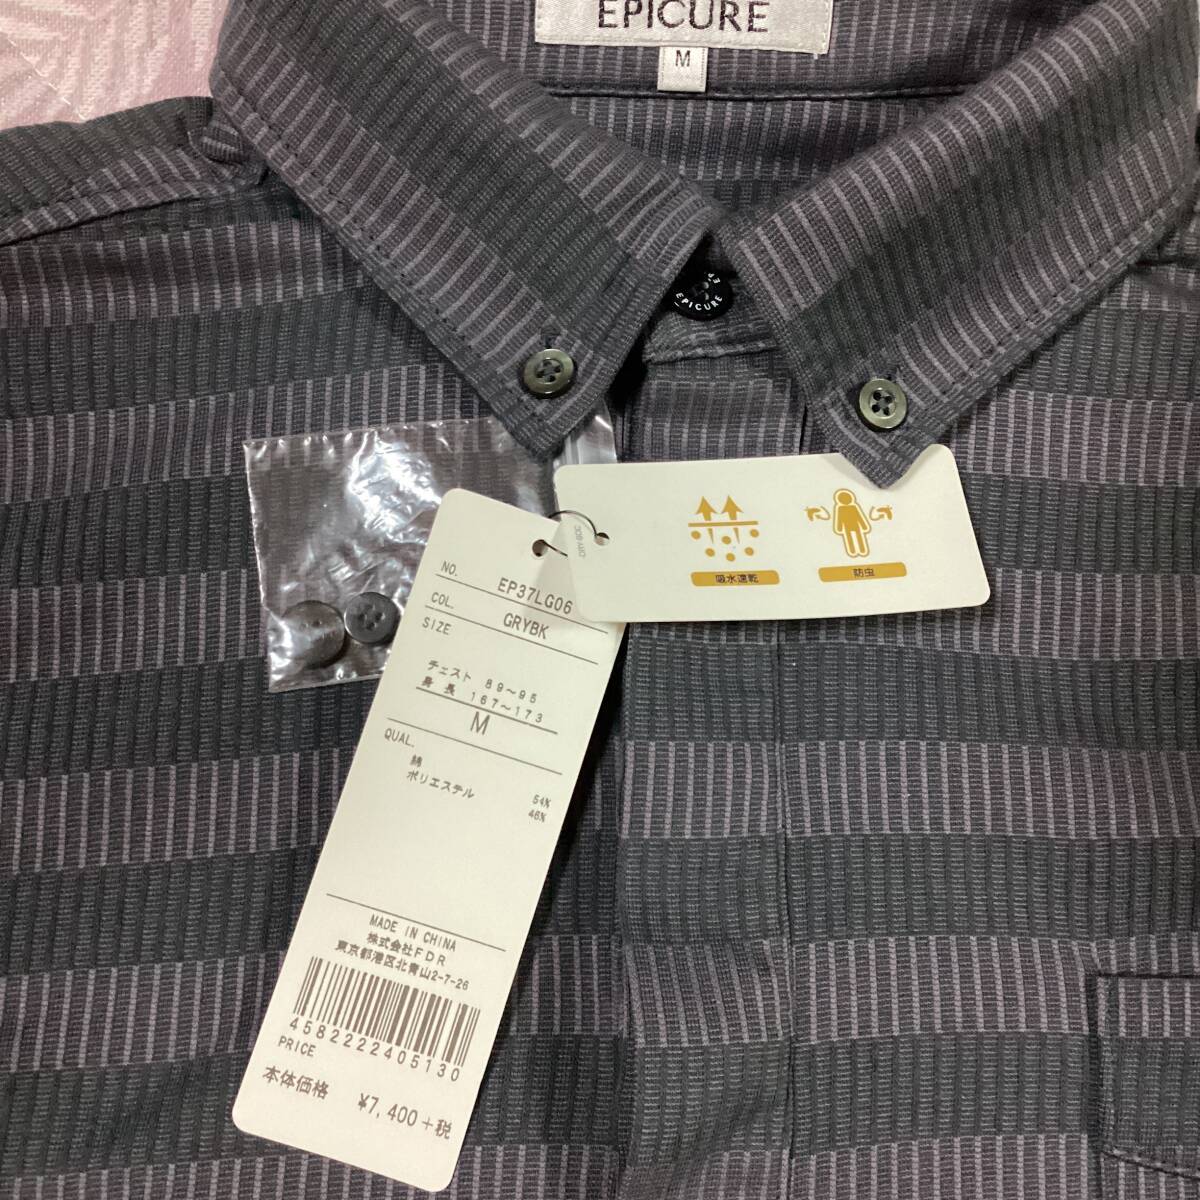 EPICURE
M
EPICURE
吸水速乾
防虫
NO. EP37LG06
COL. GRYBK
SIZE
チェスト 89～95
身長 167～173
M
QUAL.
綿 54%
ポリエステル 46%
MADE IN CHINA
株式会社FDR
東京都港区北青山2-7-26
4582222405130
PRICE
本体価格 ¥7,400+税